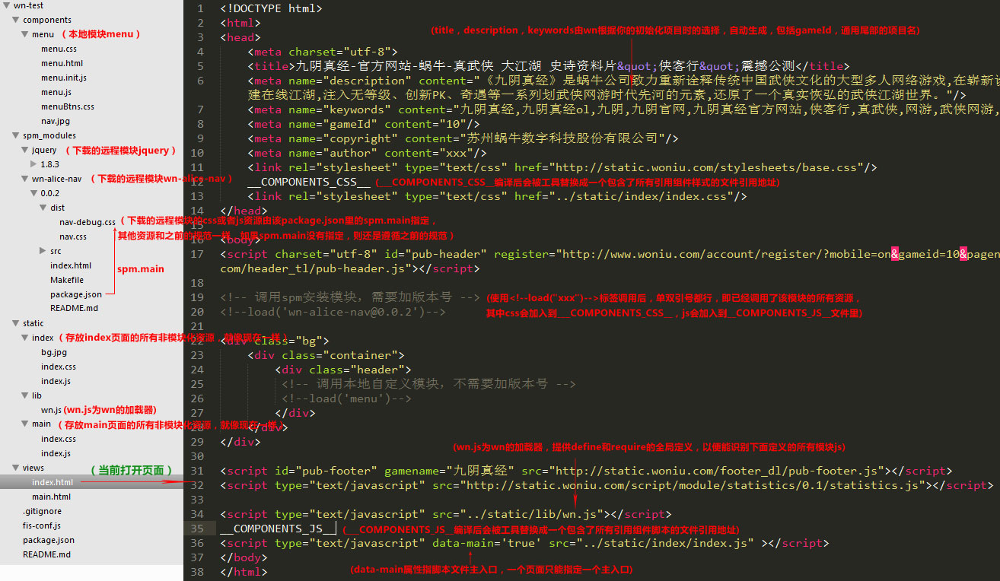 wn-test
components
menu （本地模块menu ）
menu.css
menu.html
menu.init.js
menu.js
menuBtns.css
nav.jpg
spm_modules
jquery （下载的远程模块jquery ）
1.8.3
wn-alice-nav （下载的远程模块wn-alice-nav ）
0.0.2
dist
nav-debug.css （下载的远程模块的css或者js资源由该package.json里的spm.main指定，
nav.css 其他资源和之前的规范一样，如果spm.main没有指定，则还是遵循之前的规范 ）
src
index.html
spm.main
Makefile
package.json
README.md
static
index （存放index页面的所有非模块化资源，就像现在一样）
bg.jpg
index.css
index.js
lib
wn.js (wn.js为wn的加载器)
main （存放main页面的所有非模块化资源，就像现在一样）
index.css
index.js
views
（当前打开页面 ）
index.html
main.html
.gitignore
fis-conf.js
package.json
README.md
1 <!DOCTYPE html>
2 <html>
(title，description，keywords由wn根据你的初始化项目时的选择，自动生成，包括gameId，通用尾部的项目名)
3 <head>
4 <meta charset="utf-8">
5 <title>九阴真经-官方网站-蜗牛-真武侠 大江湖 史诗资料片&quot;侠客行&quot;震撼公测</title>
6 <meta name="description" content="《九阴真经》是蜗牛公司致力重新诠释传统中国武侠文化的大型多人网络游戏,在崭新
建在线江湖,注入无等级、创新PK、奇遇等一系列划武侠网游时代先河的元素,还原了一个真实恢弘的武侠江湖世界。"/>
7 <meta name="keywords" content="九阴真经,九阴真经ol,九阴,九阴官网,九阴真经官方网站,侠客行,真武侠,网游,武侠网游,
8 <meta name="gameId" content="10"/>
9 <meta name="copyright" content="苏州蜗牛数字科技股份有限公司"/>
10 <meta name="author" content="xxx"/>
11 <link rel="stylesheet" type="text/css" href="http://static.woniu.com/stylesheets/base.css"/>
12 __COMPONENTS_CSS__ (__COMPONENTS_CSS__编译后会被工具替换成一个包含了所有引用组件样式的文件引用地址)
13 <link rel="stylesheet" type="text/css" href="../static/index/index.css"/>
14 </head>
15
16 <body>
17 <script charset="utf-8" id="pub-header" register="http://www.woniu.com/account/register/?mobile=on&gameid=10&pagen
com/header_tl/pub-header.js"></script>
18
19 <!-- 调用spm安装模块，需要加版本号 --> (使用<!--load("xxx")-->标签调用后，单双引号都行，即已经调用了该模块的所有资源，
20 <!--load('wn-alice-nav@0.0.2')--> 其中css会加入到__COMPONENTS_CSS__，js会加入到__COMPONENTS_JS__文件里)
21
22 <div class="bg">
23 <div class="container">
24 <div class="header">
25 <!-- 调用本地自定义模块，不需要加版本号 -->
26 <!--load('menu')-->
27 </div>
28 </div>
29 </div>
(wn.js为wn的加载器，提供define和require的全局定义，以便能识别下面定义的所有模块js)
30
31 <script id="pub-footer" gamename="九阴真经" src="http://static.woniu.com/footer_dl/pub-footer.js"></script>
32 <script type="text/javascript" src="http://static.woniu.com/script/module/statistics/0.1/statistics.js"></script>
33
34 <script type="text/javascript" src="../static/lib/wn.js"></script>
35 __COMPONENTS_JS__ (__COMPONENTS_JS__编译后会被工具替换成一个包含了所有引用组件脚本的文件引用地址)
36 <script type="text/javascript" data-main='true' src="../static/index/index.js" ></script>
37 </body>
(data-main属性指脚本文件主入口，一个页面只能指定一个主入口)
38 </html>